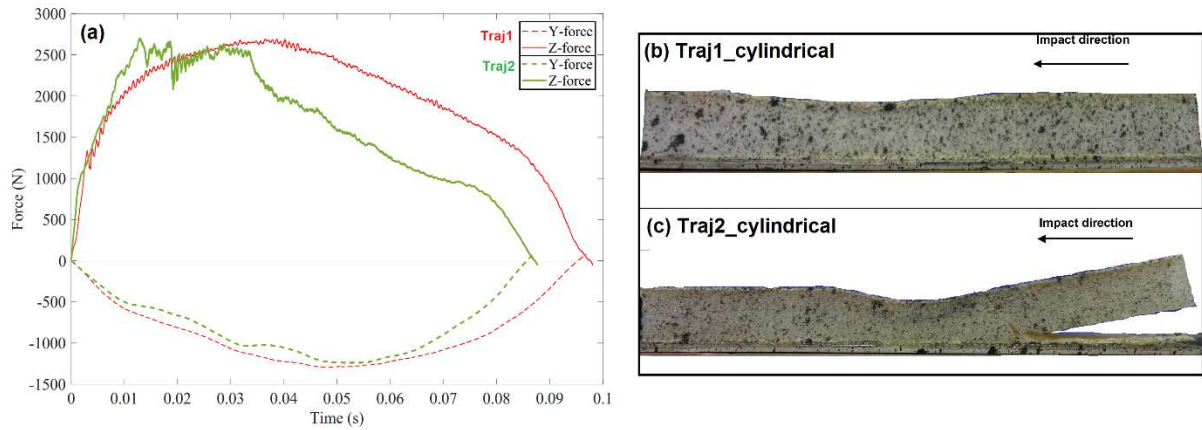 (a)
Traj1
Y-force
Z-force
Traj2
Y-force
Z-force
3000
2500
2000
1500
1000
500
0
-500
-1000
-1500
Force (N)
0
0.01
0.02
0.03
0.04
0.05
0.06
0.07
0.08
0.09
0.1
Time (s)
(b) Traj1_cylindrical
Impact direction
(c) Traj2_cylindrical
Impact direction